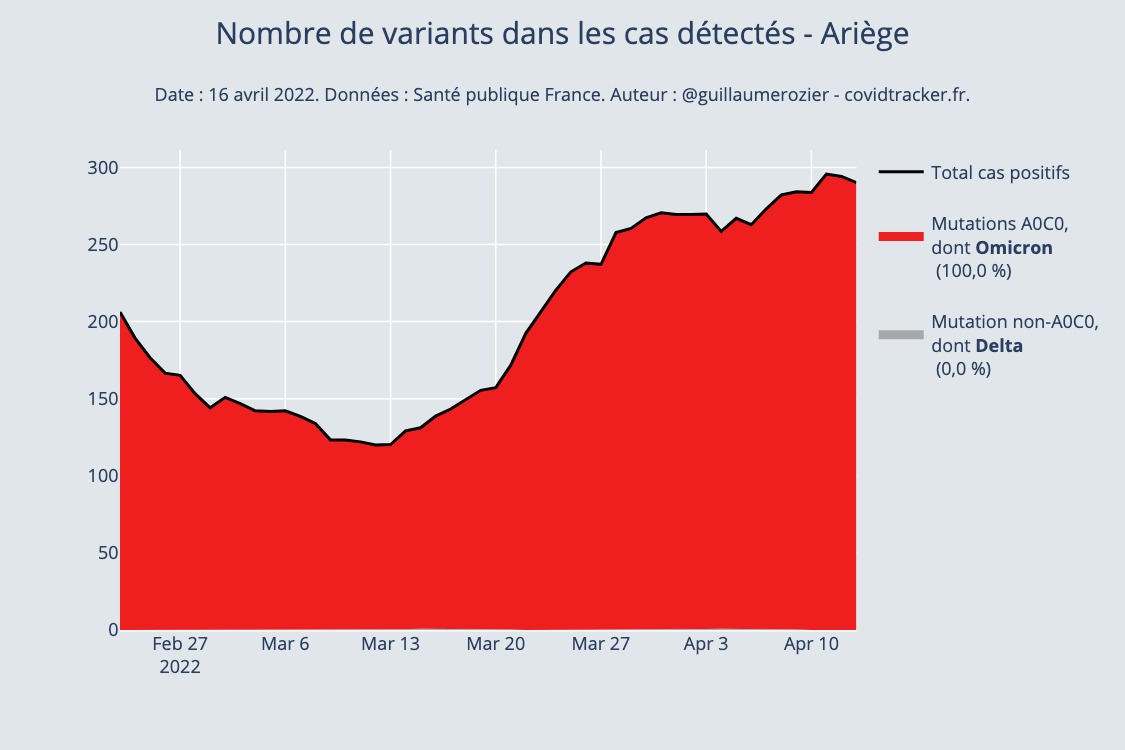 Nombre de variants dans les cas détectés - Ariège
Date : 16 avril 2022. Données : Santé publique France. Auteur : @guillaumerozier - covidtracker.fr.
300
250
200
150
100
50
0
Feb 27
2022
Mar 6
Mar 13
Mar 20
Mar 27
Apr 3
Apr 10
Total cas positifs
Mutations A0C0,
dont Omicron
(100,0 %)
Mutation non-A0C0,
dont Delta
(0,0 %)